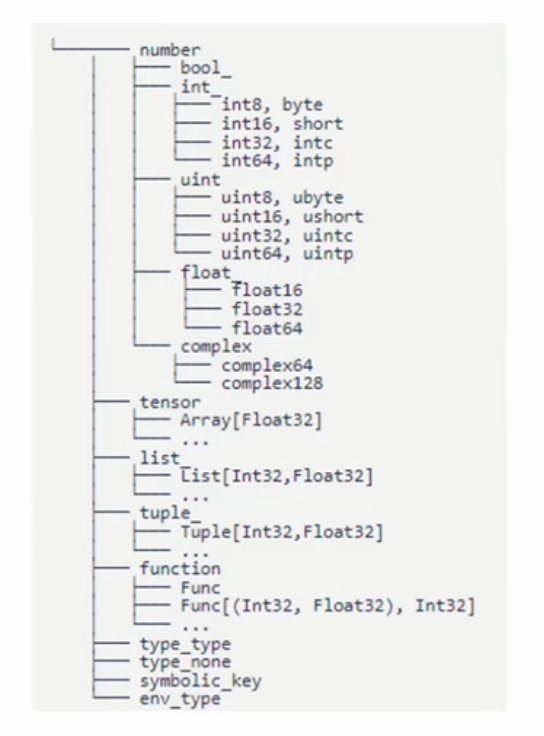 number
bool_
int_
int8, byte
int16, short
int32, intc
int64, intp
uint
uint8, ubyte
uint16, ushort
uint32, uintc
uint64, uintp
float_
float16
float32
float64
complex
complex64
complex128
tensor
Array[Float32]
...
list_
List[Int32,Float32]
...
tuple_
Tuple[Int32,Float32]
...
function
Func
Func[(Int32, Float32), Int32]
...
type_type
type_none
symbolic_key
env_type